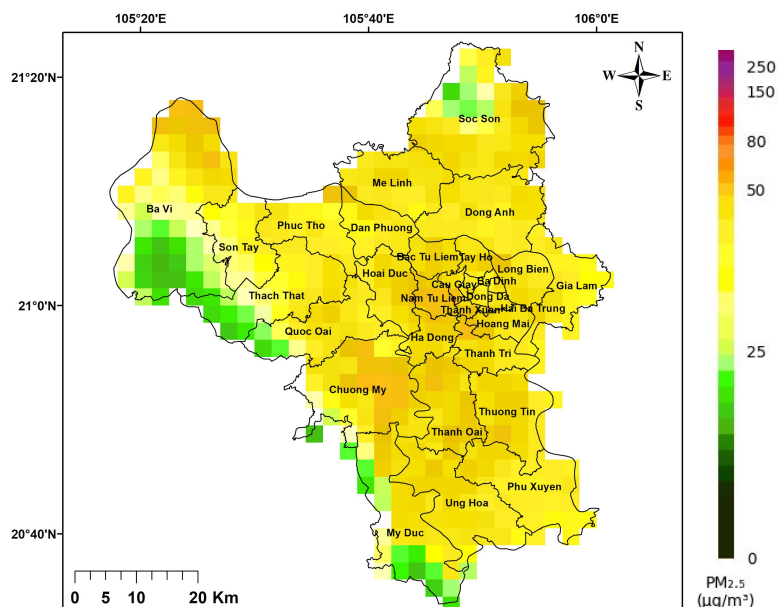 105°20'E 105°40'E 106°0'E
21°20'N
N
W E
S
250
150
80
50
25
0
PM2.5
(μg/m³)
Soc Son
Me Linh
Ba Vi
Dong Anh
Phuc Tho
Dan Phuong
Son Tay
Bac Tu Liem Tay Ho
Hoai Duc
Long Bien
Cau Giay Ba Dinh
Gia Lam
Thach That
Nam Tu Liem Dong Da
21°0'N
Thanh Xuan Hai Ba Trung
Hoang Mai
Quoc Oai
Ha Dong
Thanh Tri
Chuong My
Thuong Tin
Thanh Oai
Phu Xuyen
Ung Hoa
20°40'N
My Duc
0 5 10 20 Km